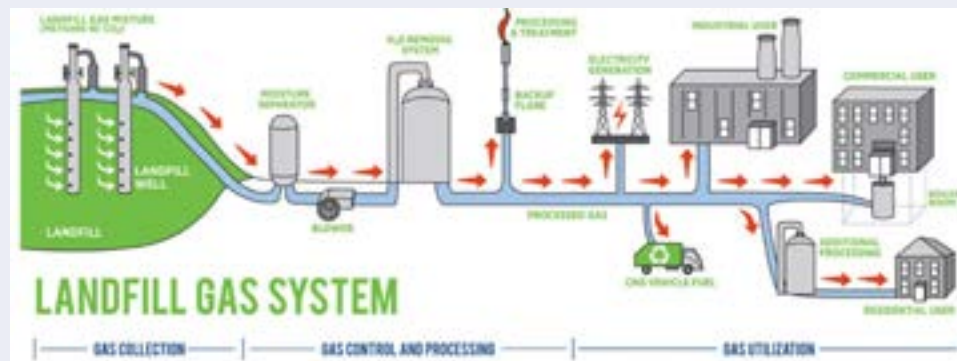 LANDFILL GAS MIXTURE
PROCESSING
& TREATMENT
INDUSTRIAL USER
REMOVING
SYSTEM
ELECTRICITY
GENERATION
COMMERCIAL USER
MOISTURE
SEPARATOR
BACKUP
FLARE
LANDFILL
WELL
PROCESSED GAS
BLOWER
LANDFILL
ADDITIONAL
PROCESSING
CNG VEHICLE FUEL
RESIDENTIAL USER
LANDFILL GAS SYSTEM
GAS COLLECTION
GAS CONTROL AND PROCESSING
GAS UTILIZATION